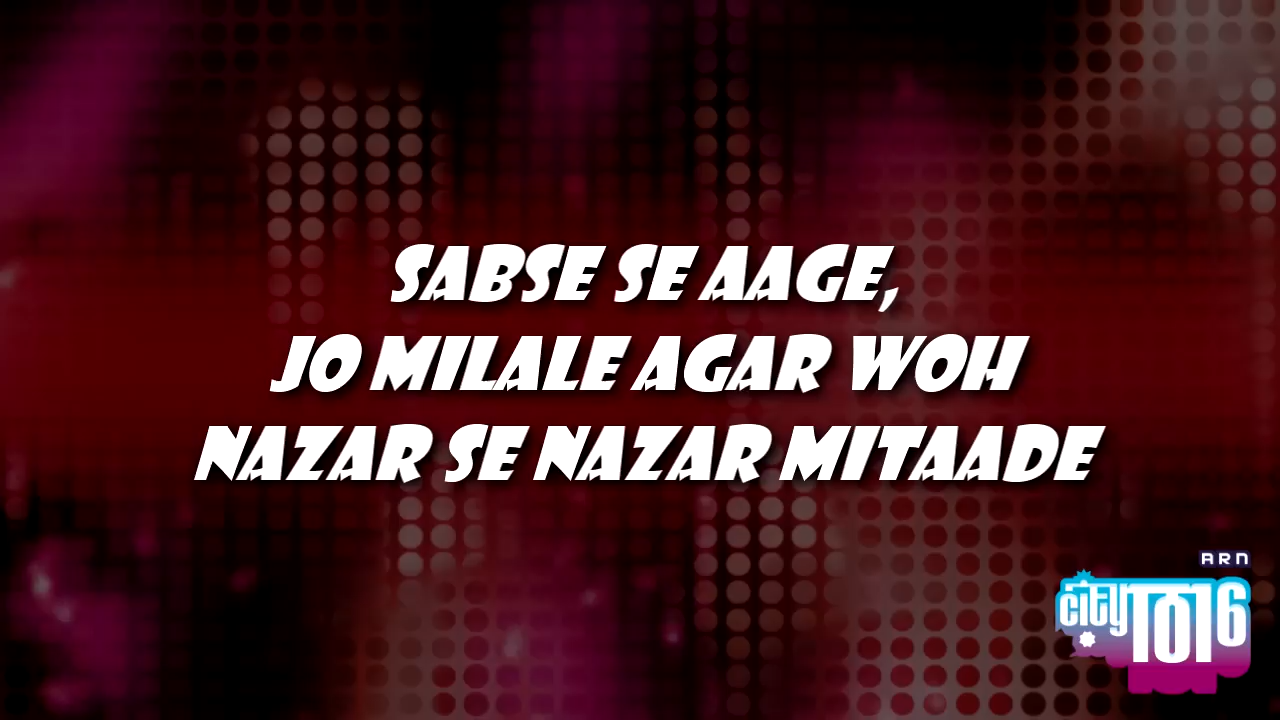 SABSE SE AAGE,
JO MILALE AGAR WOH
NAZAR SE NAZAR MITAADE
ARN
city
1016